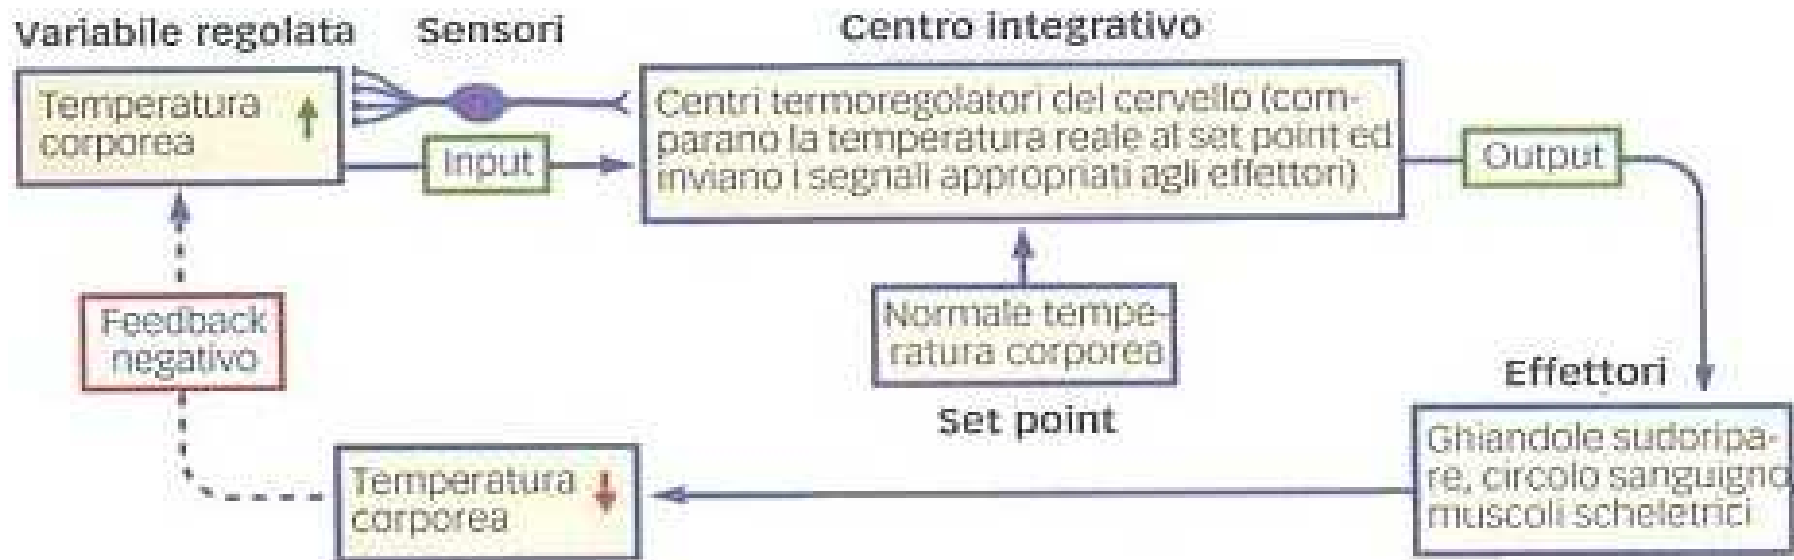 Variabile regolata
Sensori
Centro integrativo
Temperatura
corporea
Input
Centri termoregolatori del cervello (com-
parano la temperatura reale al set point ed
inviano i segnali appropriati agli effettori)
Output
Feedback
negativo
Normale tempe-
ratura corporea
Set point
Effettori
Ghiandole sudoripa-
re, circolo sanguigno
muscoli scheletrici
Temperatura
corporea